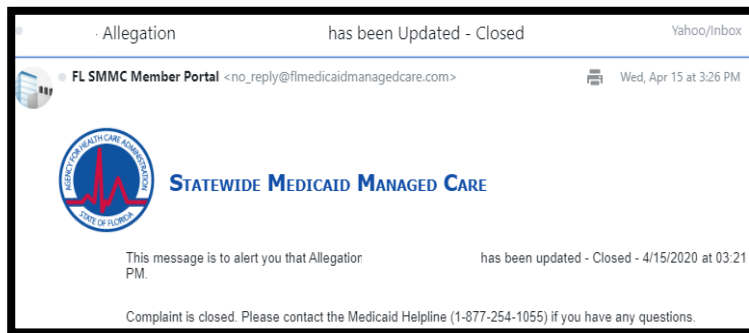 · Allegation has been Updated - Closed Yahoo/Inbox
FL SMMC Member Portal <no_reply@flmedicaidmanagedcare.com> Wed, Apr 15 at 3:26 PM
AGENCY FOR HEALTH CARE ADMINISTRATION
STATE OF FLORIDA
STATEWIDE MEDICAID MANAGED CARE
This message is to alert you that Allegation has been updated - Closed - 4/15/2020 at 03:21
PM.
Complaint is closed. Please contact the Medicaid Helpline (1-877-254-1055) if you have any questions.